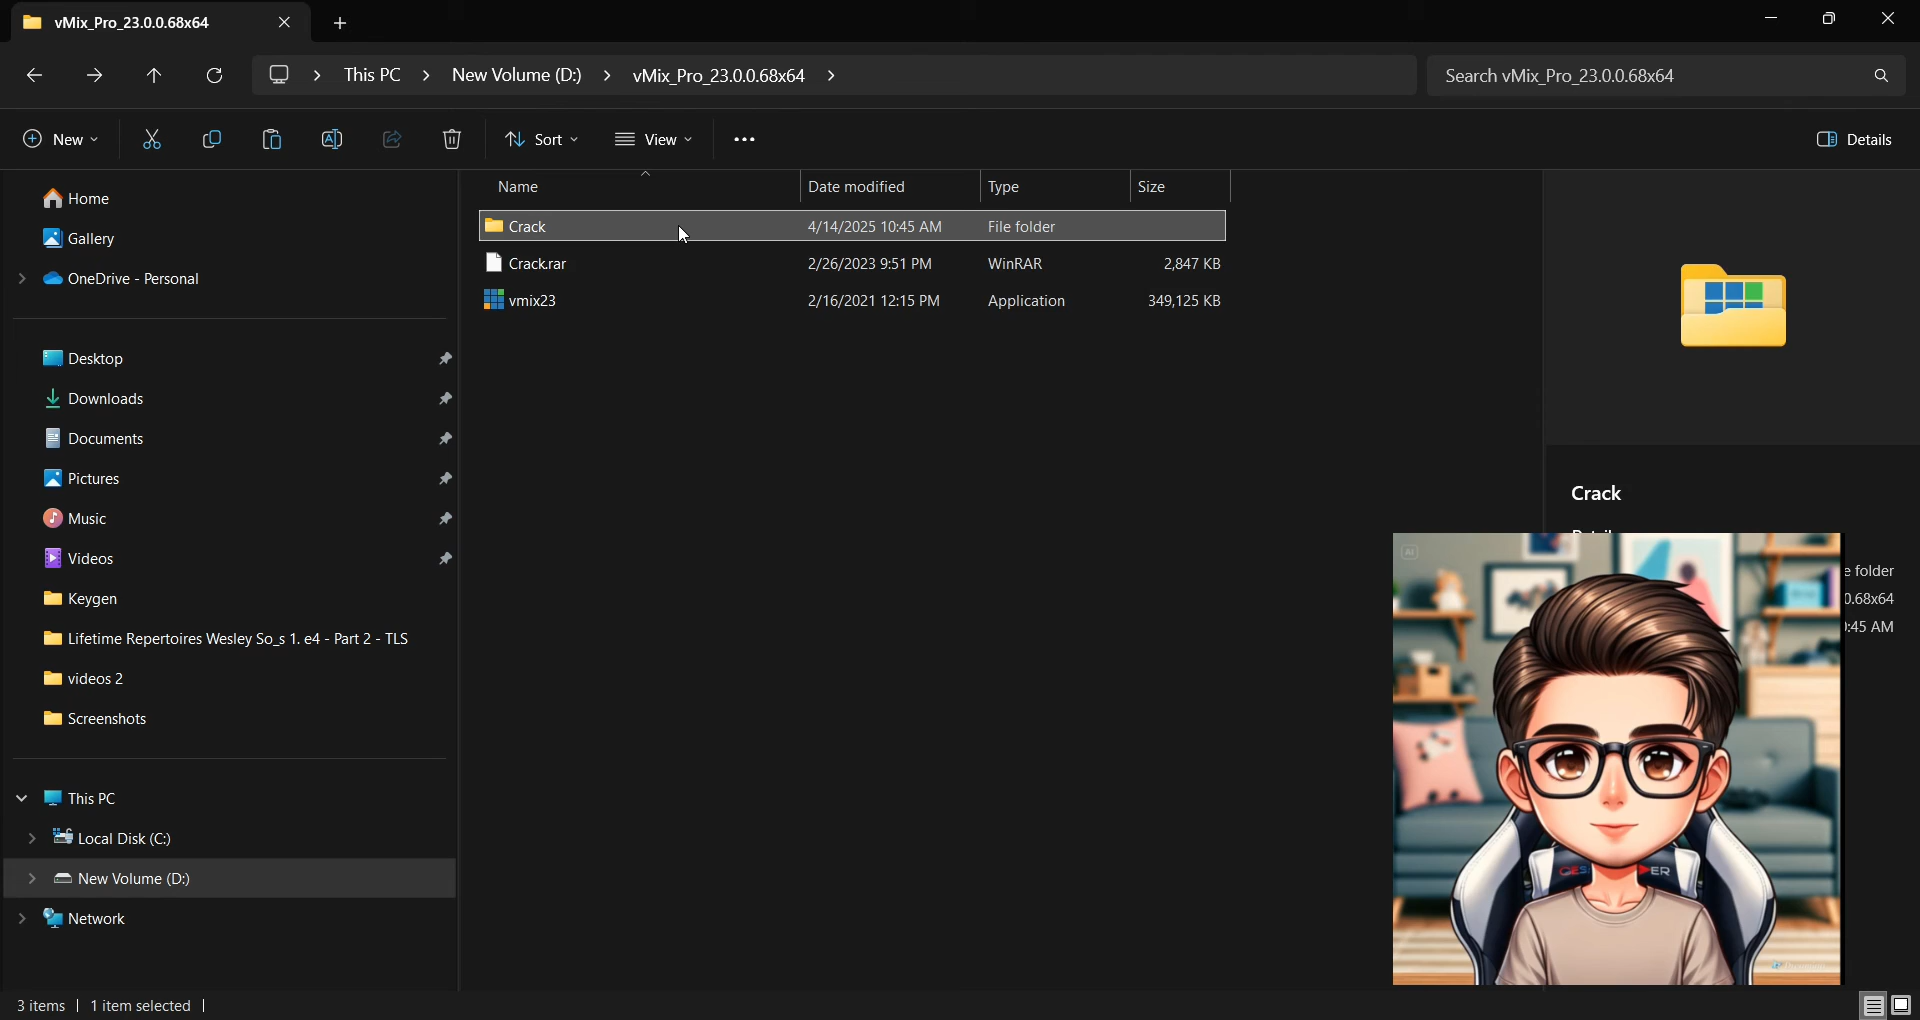 vMix_Pro_23.0.0.68x64
This PC > New Volume (D:) > vMix_Pro_23.0.0.68x64 >
Search vMix_Pro_23.0.0.68x64
New
Sort
View
Details
Home
Gallery
OneDrive - Personal
Desktop
Downloads
Documents
Pictures
Music
Videos
Keygen
Lifetime Repertoires Wesley So_s 1. e4 - Part 2 - TLS
videos 2
Screenshots
This PC
Local Disk (C:)
New Volume (D:)
Network
Name Date modified Type Size
Crack 4/14/2025 10:45 AM File folder
Crack.rar 2/26/2023 9:51 PM WinRAR 2,847 KB
vmix23 2/16/2021 12:15 PM Application 349,125 KB
Crack
e folder
0.68x64
:45 AM
AI
ER
3 items
1 item selected